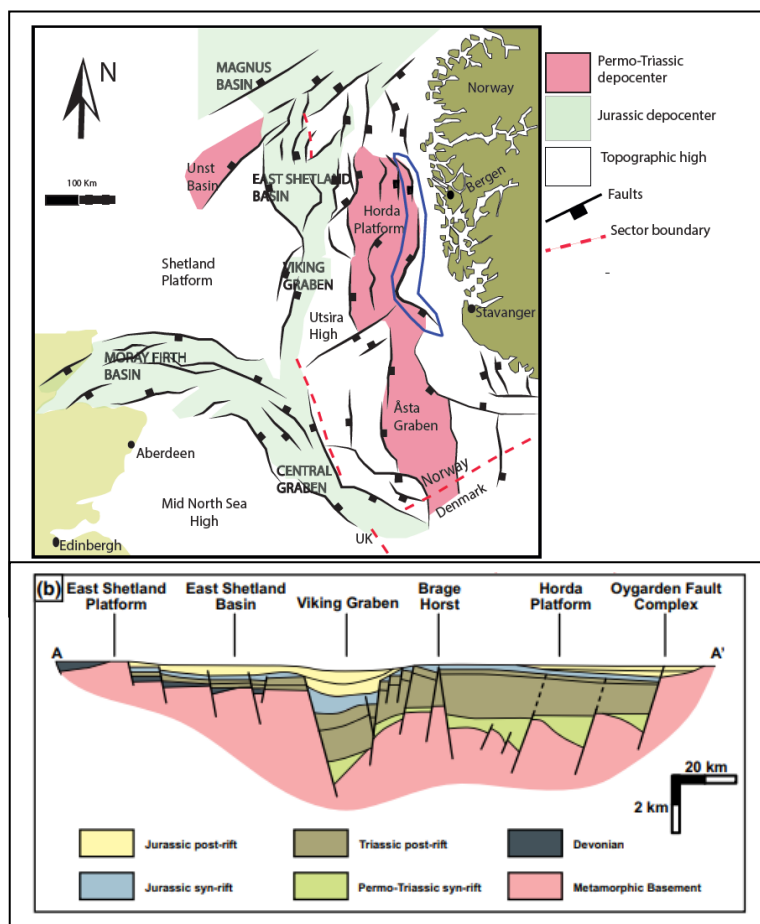 N
100 Km
MAGNUS
BASIN
Norway
Unst
Basin
EAST SHETLAND
BASIN
Bergen
Horda
Platform
Shetland
Platform
VIKING
GRABEN
Utsira
High
Stavanger
MORAY FIRTH
BASIN
Åsta
Graben
Aberdeen
CENTRAL
GRABEN
Norway
Denmark
Mid North Sea
High
UK
Edinbergh
Permo-Triassic
depocenter
Jurassic depocenter
Topographic high
Faults
Sector boundary
-
(b)
East Shetland
Platform
East Shetland
Basin
Viking Graben
Brage
Horst
Horda
Platform
Oygarden Fault
Complex
A
A'
20 km
2 km
Jurassic post-rift
Triassic post-rift
Devonian
Jurassic syn-rift
Permo-Triassic syn-rift
Metamorphic Basement